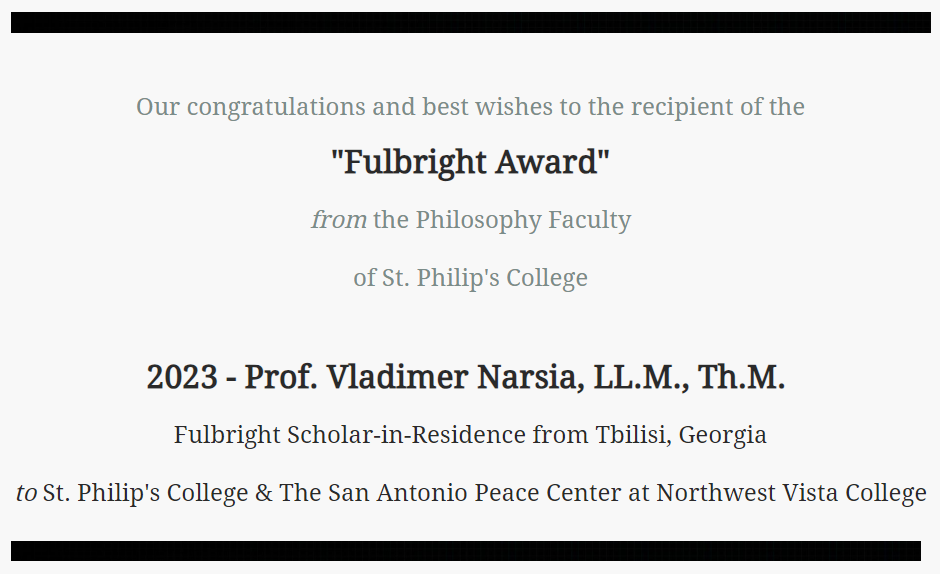 Our congratulations and best wishes to the recipient of the
"Fulbright Award"
from the Philosophy Faculty
of St. Philip's College
2023 - Prof. Vladimer Narsia, LL.M., Th.M.
Fulbright Scholar-in-Residence from Tbilisi, Georgia
to St. Philip's College & The San Antonio Peace Center at Northwest Vista College